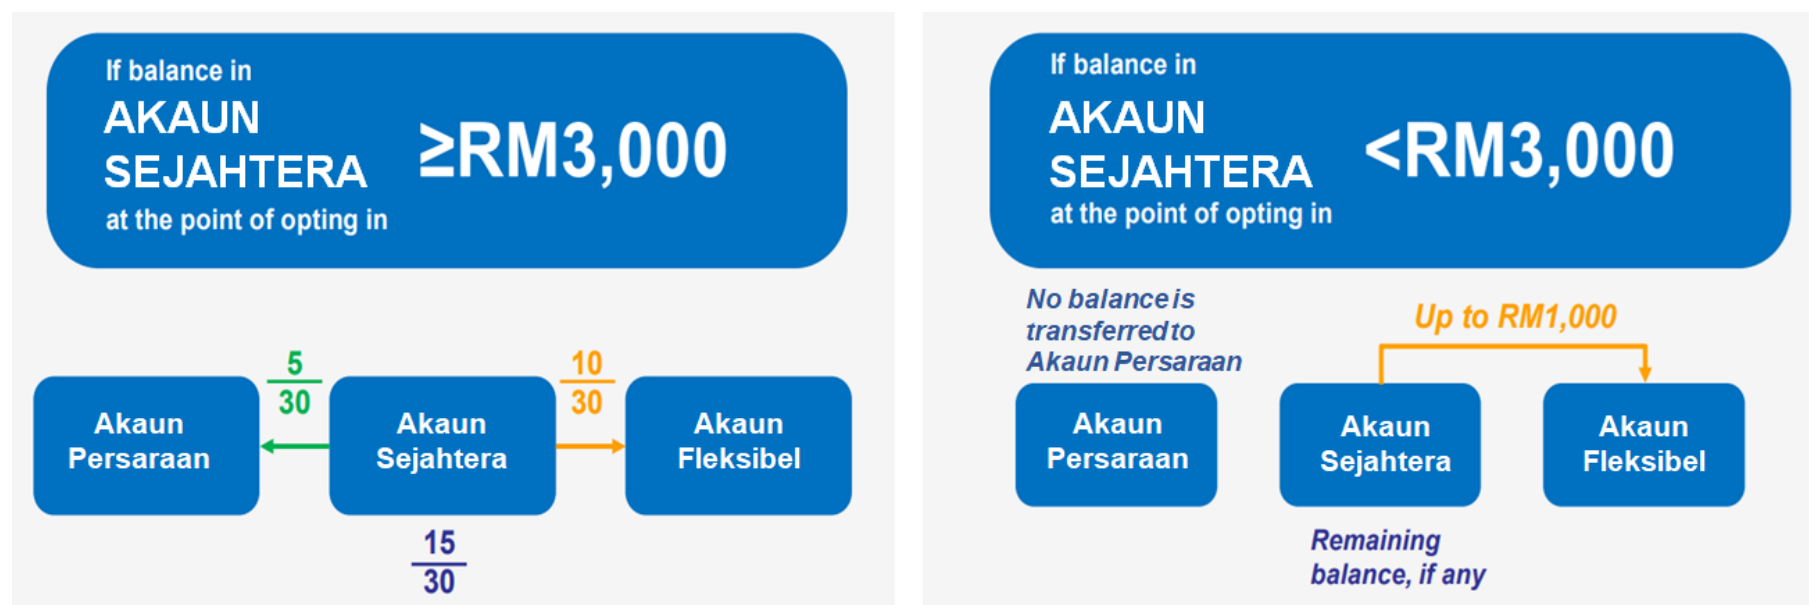 If balance in
AKAUN
SEJAHTERA
≥RM3,000
at the point of opting in
5
30
10
30
Akaun
Persaraan
Akaun
Sejahtera
Akaun
Fleksibel
15
30
If balance in
AKAUN
SEJAHTERA
<RM3,000
at the point of opting in
No balance is
transferred to
Akaun Persaraan
Up to RM1,000
Akaun
Persaraan
Akaun
Sejahtera
Akaun
Fleksibel
Remaining
balance, if any